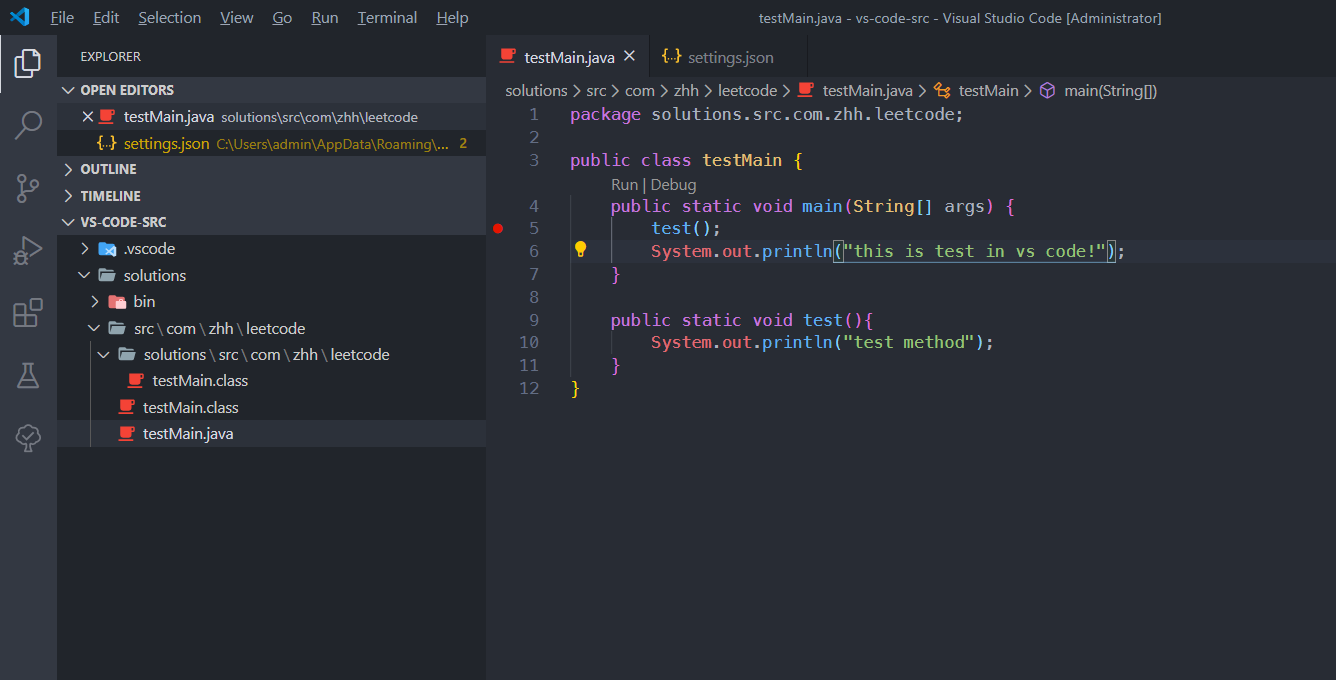 File Edit Selection View Go Run Terminal Help
testMain.java - vs-code-src - Visual Studio Code [Administrator]
EXPLORER
OPEN EDITORS
testMain.java solutions\src\com\zhh\leetcode
settings.json C:\Users\admin\AppData\Roaming\... 2
OUTLINE
TIMELINE
VS-CODE-SRC
.vscode
solutions
bin
src\com\zhh\leetcode
solutions\src\com\zhh\leetcode
testMain.class
testMain.class
testMain.java
testMain.java settings.json
solutions > src > com > zhh > leetcode > testMain.java > testMain > main(String[])
1 package solutions.src.com.zhh.leetcode;
2
3 public class testMain {
Run | Debug
4 public static void main(String[] args) {
5 test();
6 System.out.println("this is test in vs code!");
7 }
8
9 public static void test(){
10 System.out.println("test method");
11 }
12 }